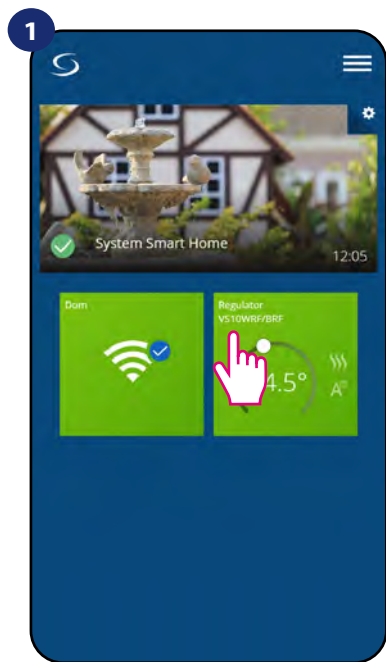 1
System Smart Home
12:05
Dom
Regulator
VS10WRF/BRF
4.5°
A